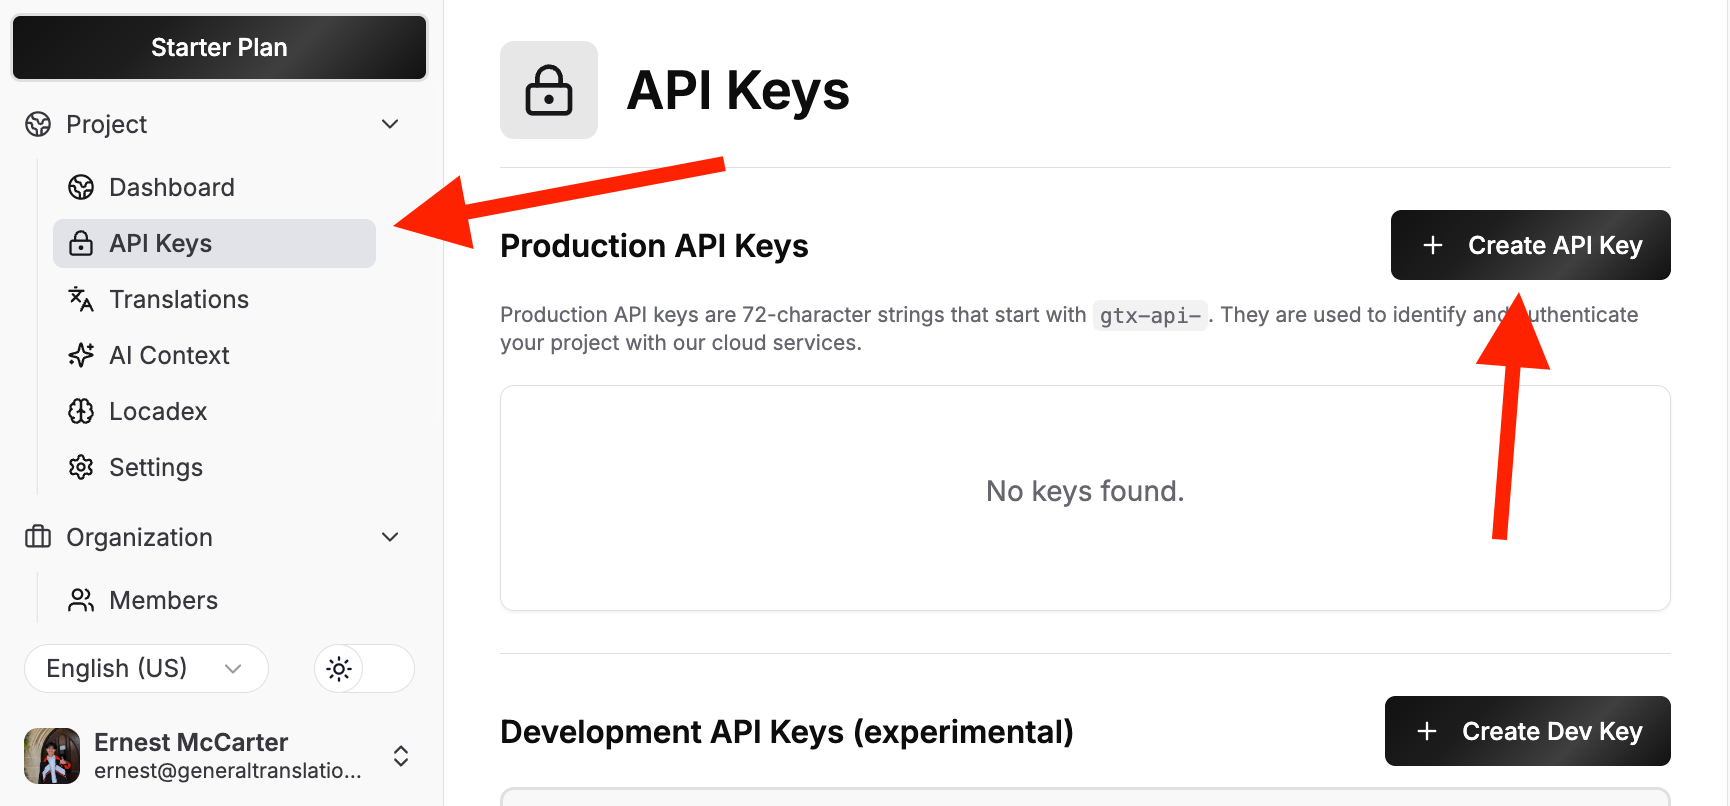 Starter Plan
Project
Dashboard
API Keys
Translations
AI Context
Locadex
Settings
Organization
Members
English (US)
Ernest McCarter
ernest@generaltranslatio...
API Keys
Production API Keys
Create API Key
Production API keys are 72-character strings that start with gtx-api-. They are used to identify and authenticate
your project with our cloud services.
No keys found.
Development API Keys (experimental)
Create Dev Key